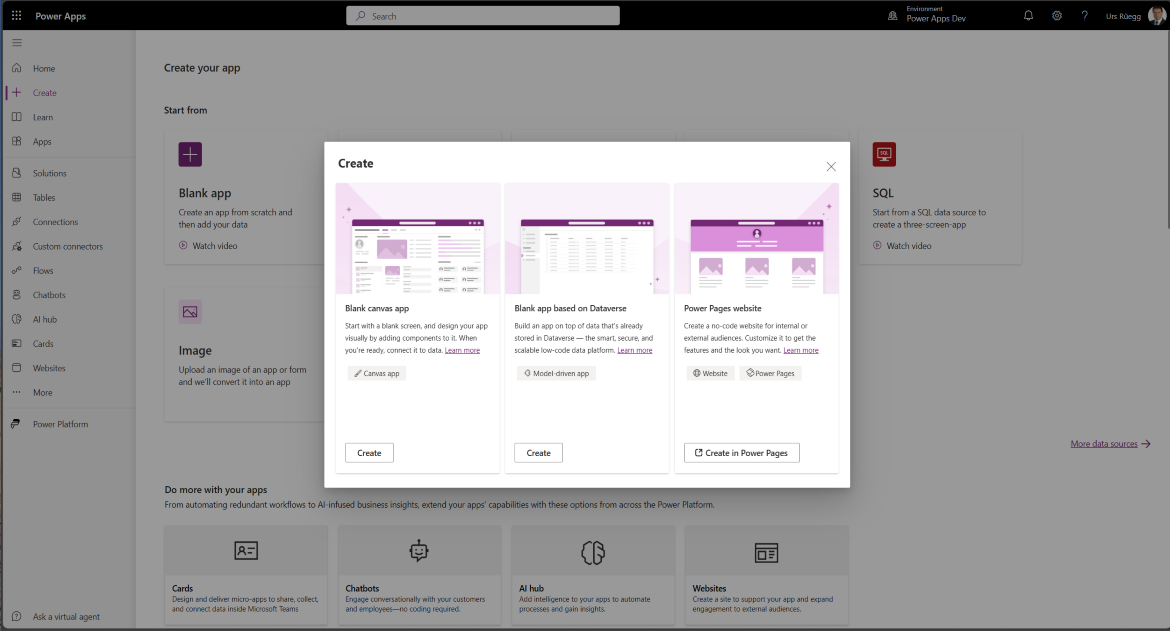 Power Apps
Search
Environment
Power Apps Dev
?
Urs Rüegg
Home
Create
Learn
Apps
Solutions
Tables
Connections
Custom connectors
Flows
Chatbots
AI hub
Cards
Websites
More
Power Platform
Ask a virtual agent
Create your app
Start from
Blank app
Create an app from scratch and
then add your data
Watch video
SQL
SQL
Start from a SQL data source to
create a three-screen-app
Watch video
Image
Upload an image of an app or form
and we'll convert it into an app
Create
Blank canvas app
Start with a blank screen, and design your app
visually by adding components to it. When
you're ready, connect it to data. Learn more
Canvas app
Create
Blank app based on Dataverse
Build an app on top of data that's already
stored in Dataverse — the smart, secure, and
scalable low-code data platform. Learn more
Model-driven app
Create
Power Pages website
Create a no-code website for internal or
external audiences. Customize it to get the
features and the look you want. Learn more
Website
Power Pages
Create in Power Pages
More data sources
Do more with your apps
From automating redundant workflows to AI-infused business insights, extend your apps' capabilities with these options from across the Power Platform.
Cards
Design and deliver micro-apps to share, collect,
and connect data inside Microsoft Teams
Chatbots
Engage conversationally with your customers
and employees—no coding required.
AI hub
Add intelligence to your apps to automate
processes and gain insights.
Websites
Create a site to support your app and expand
engagement to external audiences.